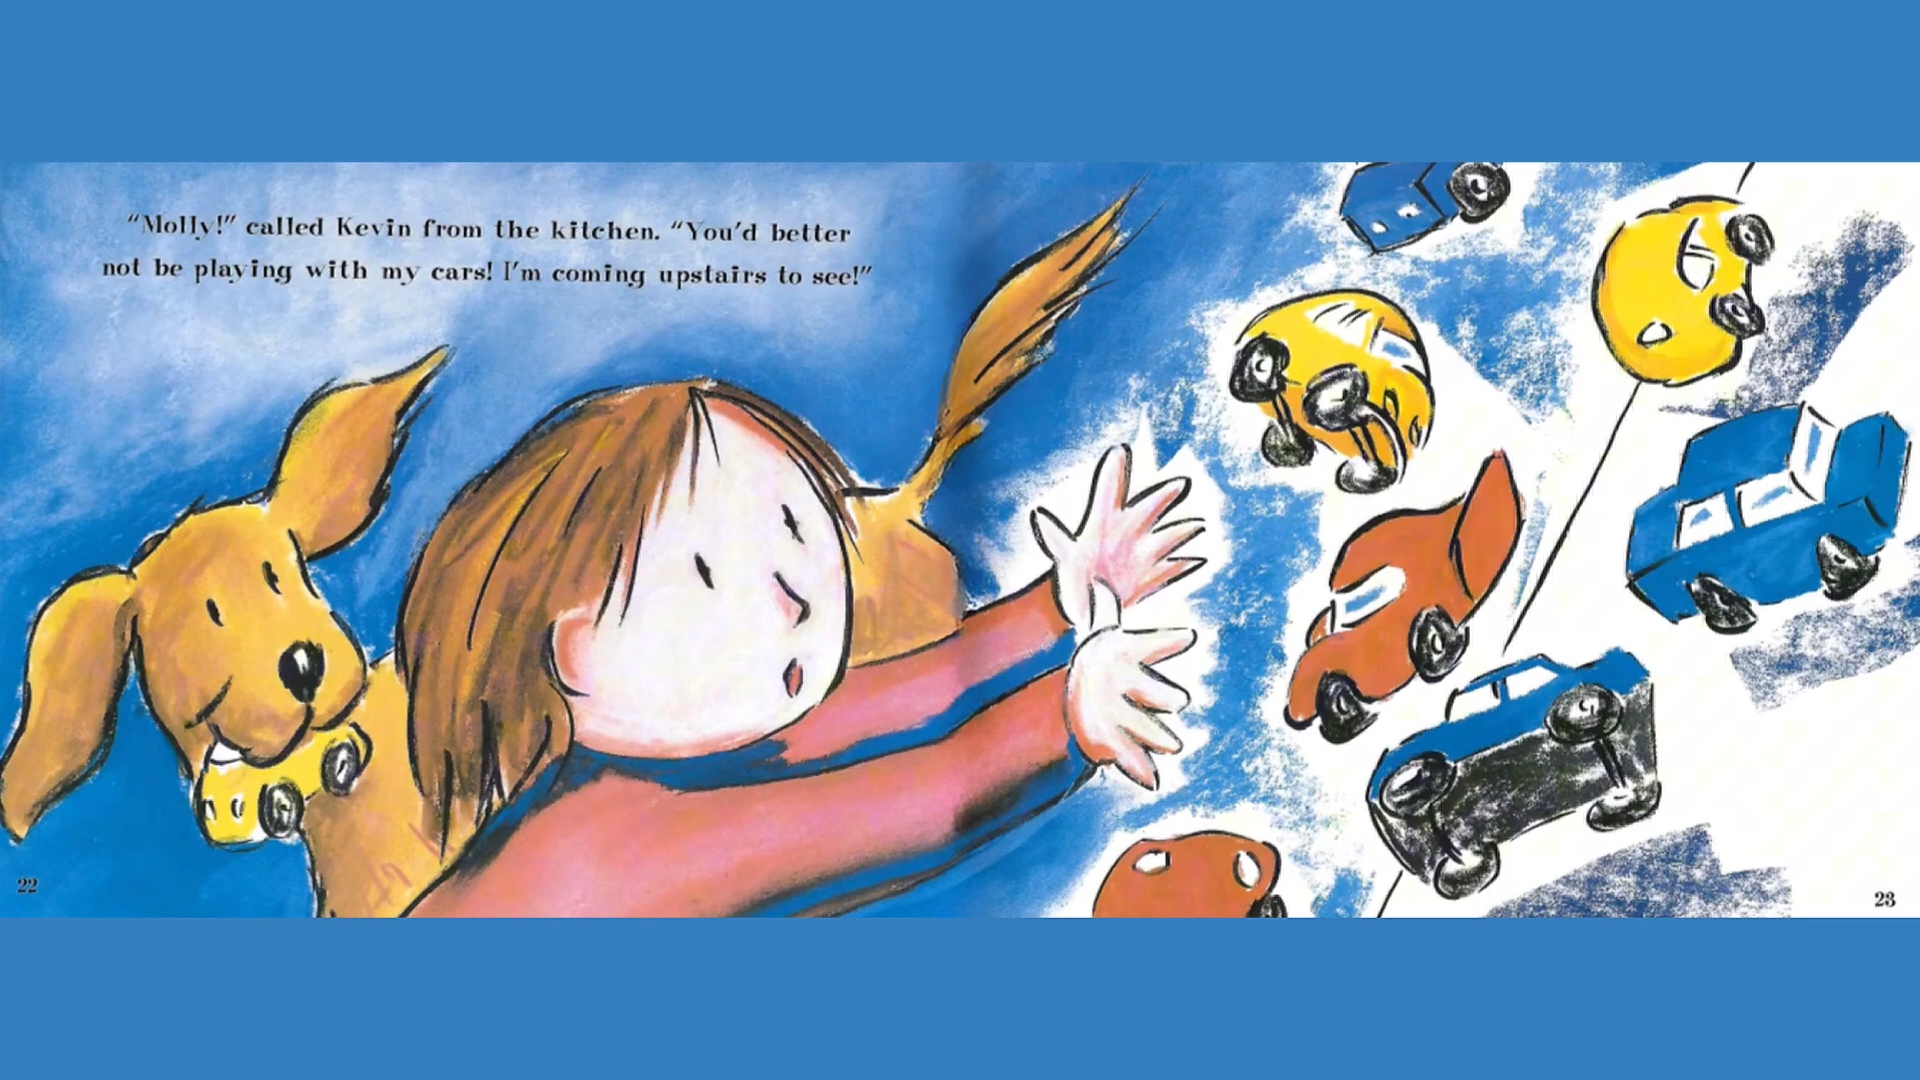 “Molly!” called Kevin from the kitchen. “You’d better
not be playing with my cars! I’m coming upstairs to see!”
22
23